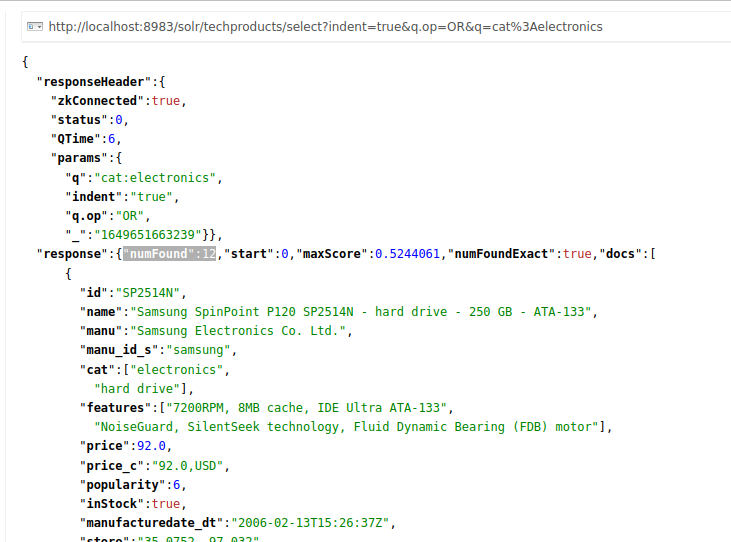 http://localhost:8983/solr/techproducts/select?indent=true&q.op=OR&q=cat%3Aelectronics
{
"responseHeader":{
"zkConnected":true,
"status":0,
"QTime":6,
"params":{
"q":"cat:electronics",
"indent":"true",
"q.op":"OR",
"_":"1649651663239"}},
"response":{"numFound":12,"start":0,"maxScore":0.5244061,"numFoundExact":true,"docs":[
{
"id":"SP2514N",
"name":"Samsung SpinPoint P120 SP2514N - hard drive - 250 GB - ATA-133",
"manu":"Samsung Electronics Co. Ltd.",
"manu_id_s":"samsung",
"cat":["electronics",
"hard drive"],
"features":["7200RPM, 8MB cache, IDE Ultra ATA-133",
"NoiseGuard, SilentSeek technology, Fluid Dynamic Bearing (FDB) motor"],
"price":92.0,
"price_c":"92.0,USD",
"popularity":6,
"inStock":true,
"manufacturedate_dt":"2006-02-13T15:26:37Z",
"store":"35.0752,-97.032",